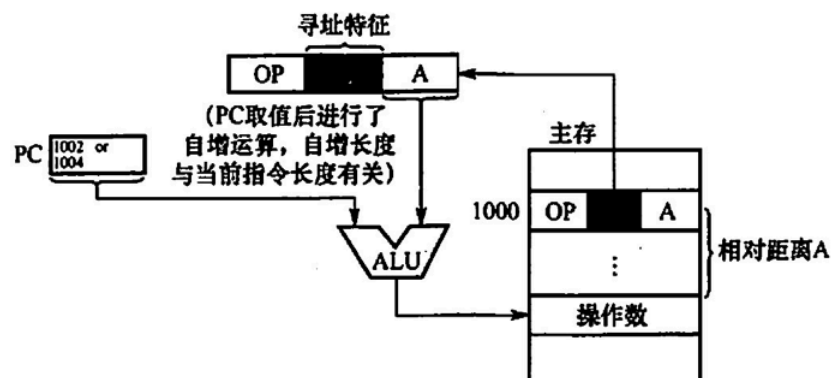 寻址特征
OP
A
(PC取值后进行了
自增运算，自增长度
与当前指令长度有关)
PC
1002 or
1004
主存
1000
OP
A
ALU
⋮
相对距离A
操作数